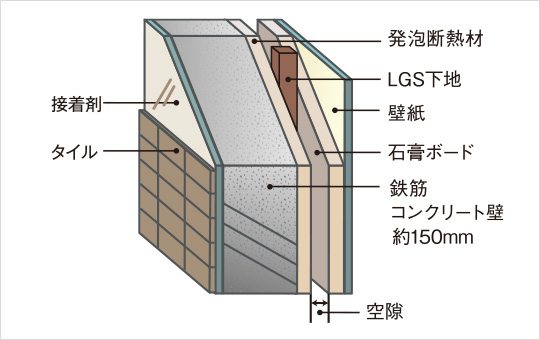 接着剤
タイル
発泡断熱材
LGS下地
壁紙
石膏ボード
鉄筋
コンクリート壁
約150mm
空隙